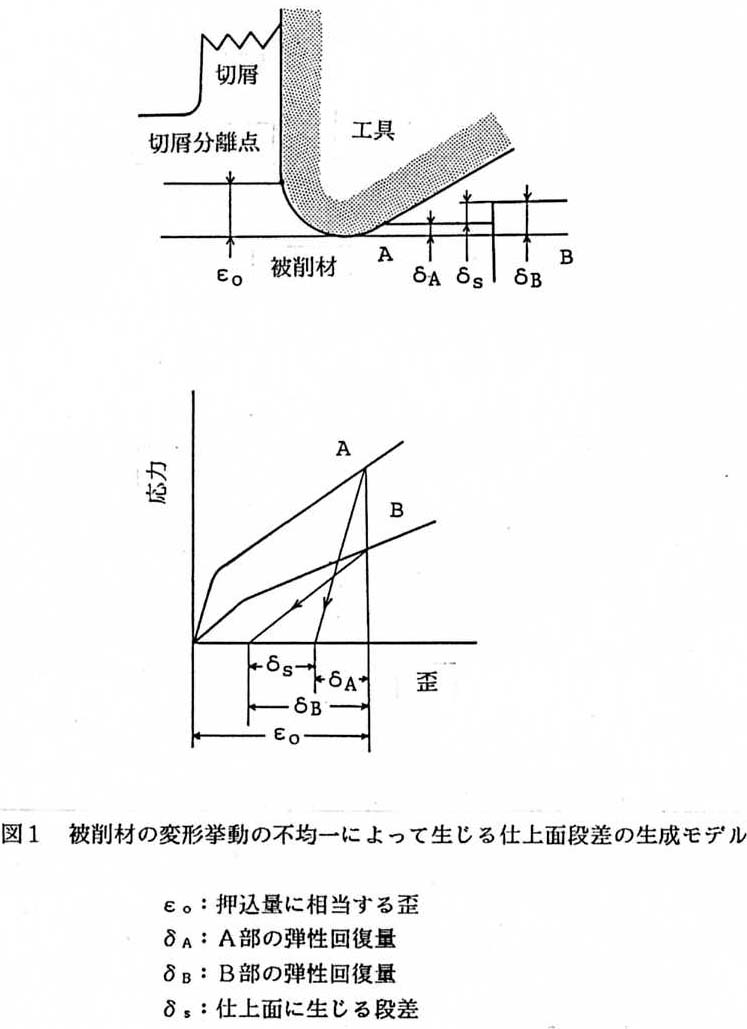 切屑
切屑分離点
工具
ε₀
被削材
A
δA
δs
δB
B
応力
A
B
δs
δA
δB
ε₀
歪
図1 被削材の変形挙動の不均一によって生じる仕上面段差の生成モデル
ε₀:押込量に相当する歪
δA:A部の弾性回復量
δB:B部の弾性回復量
δs:仕上面に生じる段差